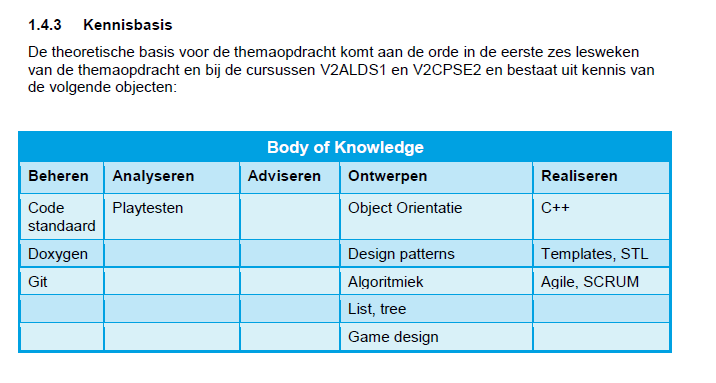 1.4.3 Kennisbasis
De theoretische basis voor de themaopdracht komt aan de orde in de eerste zes lesweken
van de themaopdracht en bij de cursussen V2ALDS1 en V2CPSE2 en bestaat uit kennis van
de volgende objecten:
Body of Knowledge
Beheren Analyseren Adviseren Ontwerpen Realiseren
Code Playtesten Object Orientatie C++
standaard
Doxygen Design patterns Templates, STL
Git Algoritmiek Agile, SCRUM
List, tree
Game design